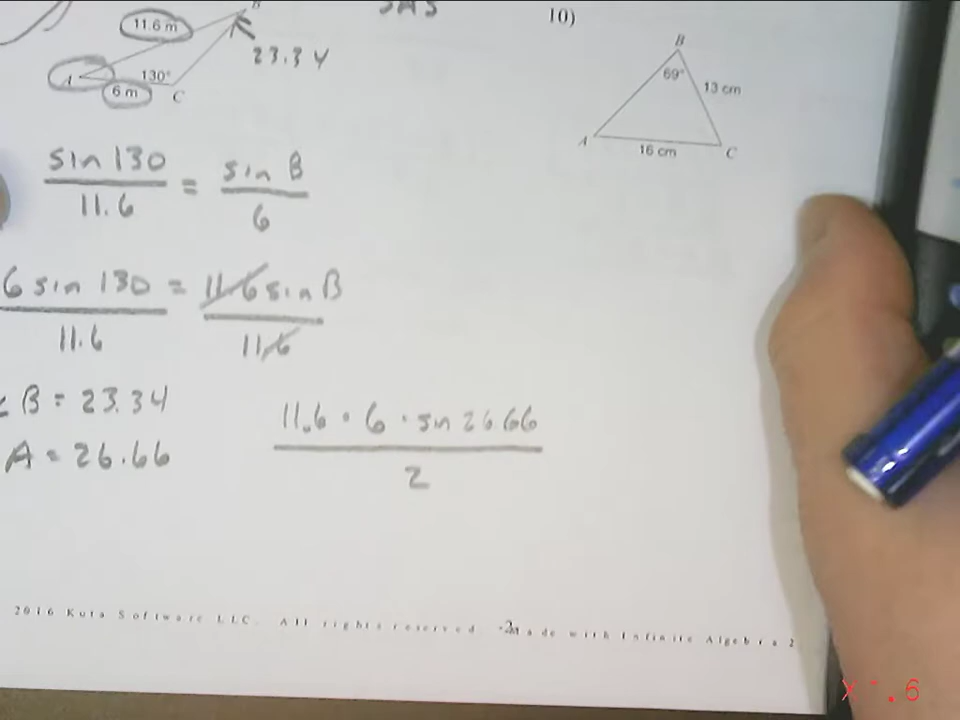 11.6 m
B
SAS
23.34
A
130°
6 m
C
sin 130 / 11.6 = sin B / 6
6 sin 130 / 11.6 = 11.6 sin B / 11.6
B = 23.34
A = 26.66
11.6 · 6 · sin 26.66 / 2
10)
B
69°
13 cm
A
16 cm
C
2016 Kuta Software LLC. All rights reserved. -2- Made with Infinite Algebra 2